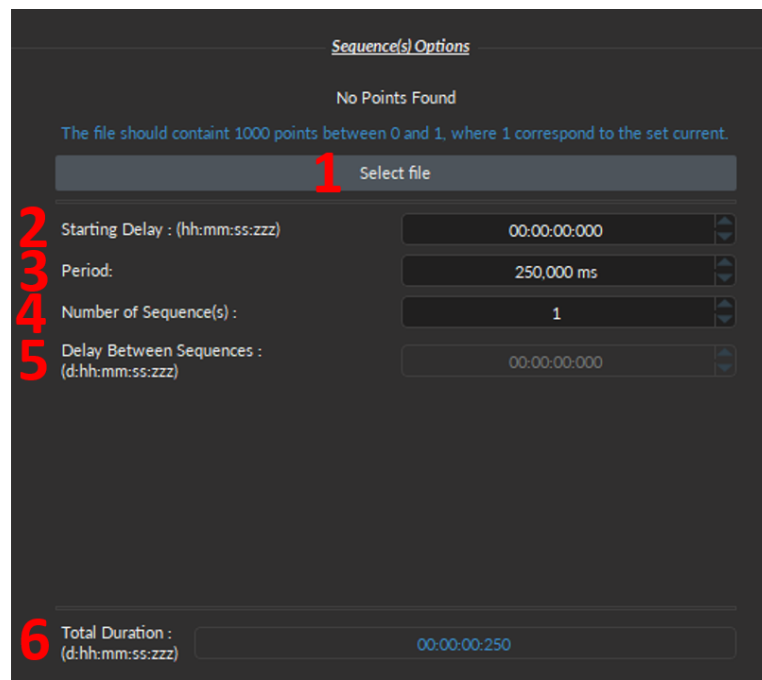 Sequence(s) Options
No Points Found
The file should containt 1000 points between 0 and 1, where 1 correspond to the set current.
1 Select file
2 Starting Delay : (hh:mm:ss:zzz) 00:00:00:000
3 Period: 250,000 ms
4 Number of Sequence(s) : 1
5 Delay Between Sequences :
(d:hh:mm:ss:zzz) 00:00:00:000
6 Total Duration :
(d:hh:mm:ss:zzz) 00:00:00:250